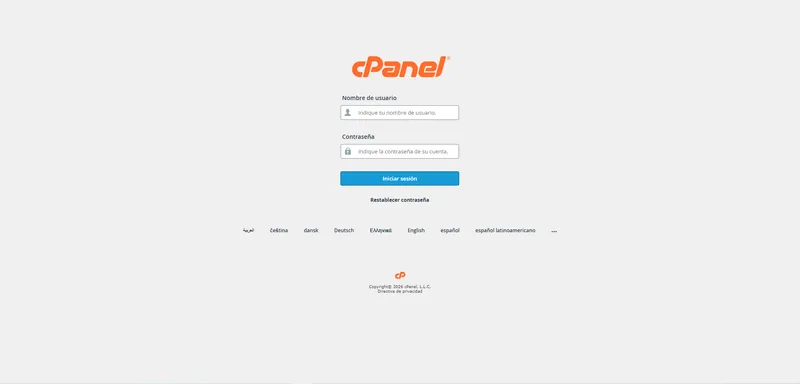 cPanel®
Nombre de usuario
Indique su nombre de usuario.
Contraseña
Indique la contraseña de su cuenta.
Iniciar sesión
Restablecer contraseña
العربية čeština dansk Deutsch Ελληνικά English español español latinoamericano ...
cP
Copyright© 2026 cPanel, L.L.C.
Directiva de privacidad